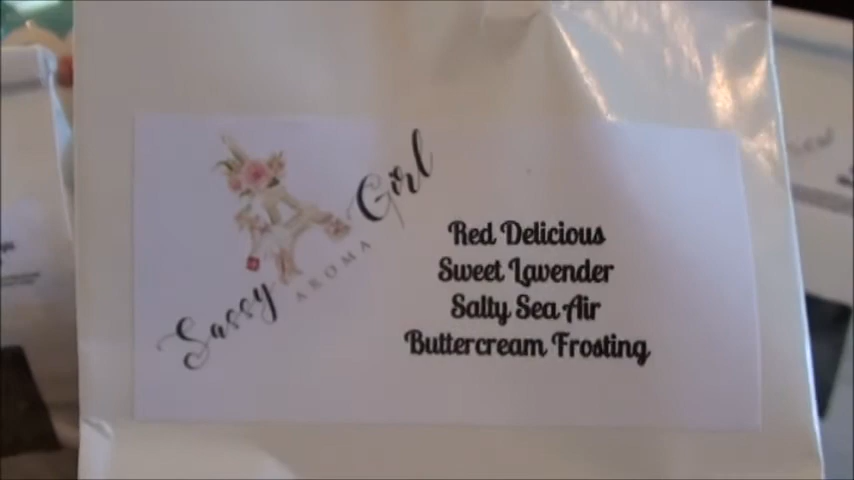 Sassy Girl
AROMA
Red Delicious
Sweet Lavender
Salty Sea Air
Buttercream Frosting